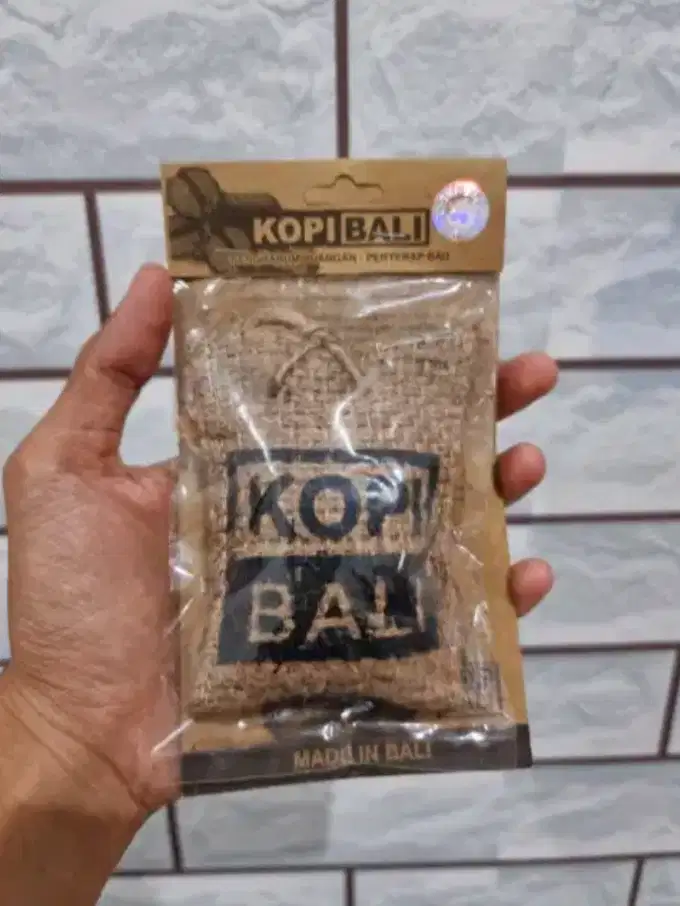 KOPI BALI
PENGHARUM RUANGAN - PENYERAP BAU
KOPI
BALI
MADE IN BALI